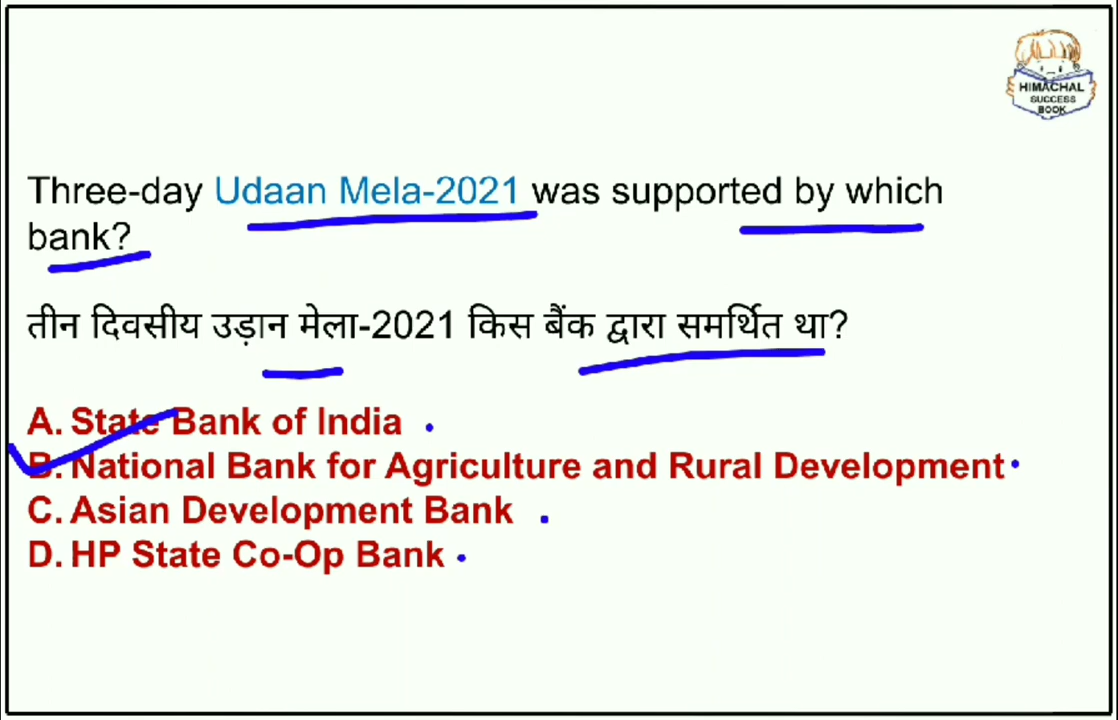 HIMACHAL
SUCCESS
BOOK
Three-day Udaan Mela-2021 was supported by which
bank?
तीन दिवसीय उड़ान मेला-2021 किस बैंक द्वारा समर्थित था?
A. State Bank of India
B. National Bank for Agriculture and Rural Development
C. Asian Development Bank
D. HP State Co-Op Bank